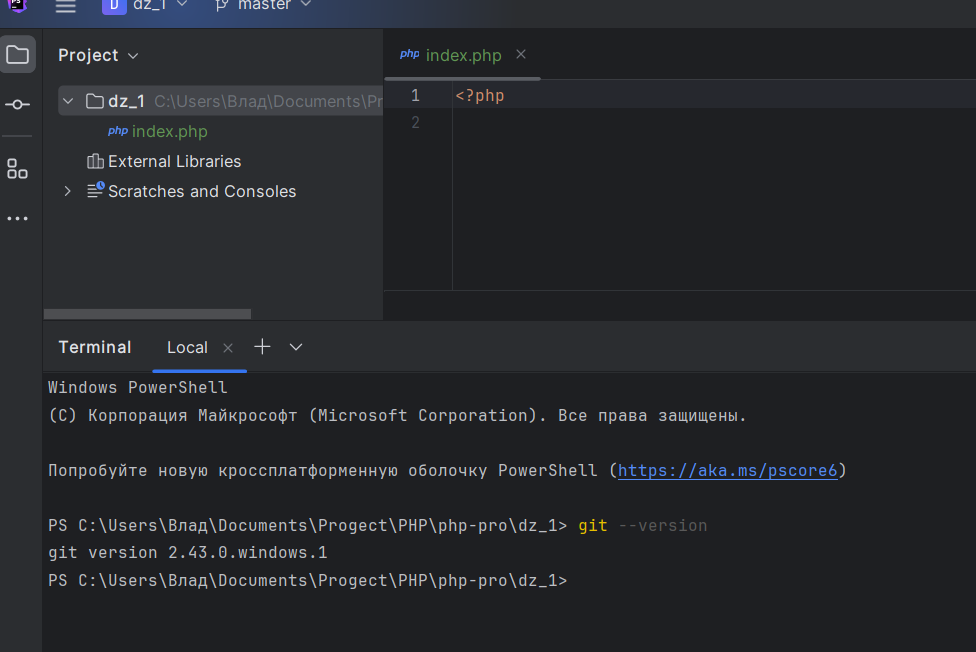 PS
D dz_1 master
Project
php index.php
dz_1 C:\Users\Влад\Documents\Pr
php index.php
External Libraries
Scratches and Consoles
1 <?php
2
Terminal Local
Windows PowerShell
(C) Корпорация Майкрософт (Microsoft Corporation). Все права защищены.
Попробуйте новую кроссплатформенную оболочку PowerShell (https://aka.ms/pscore6)
PS C:\Users\Влад\Documents\Progect\PHP\php-pro\dz_1> git --version
git version 2.43.0.windows.1
PS C:\Users\Влад\Documents\Progect\PHP\php-pro\dz_1>